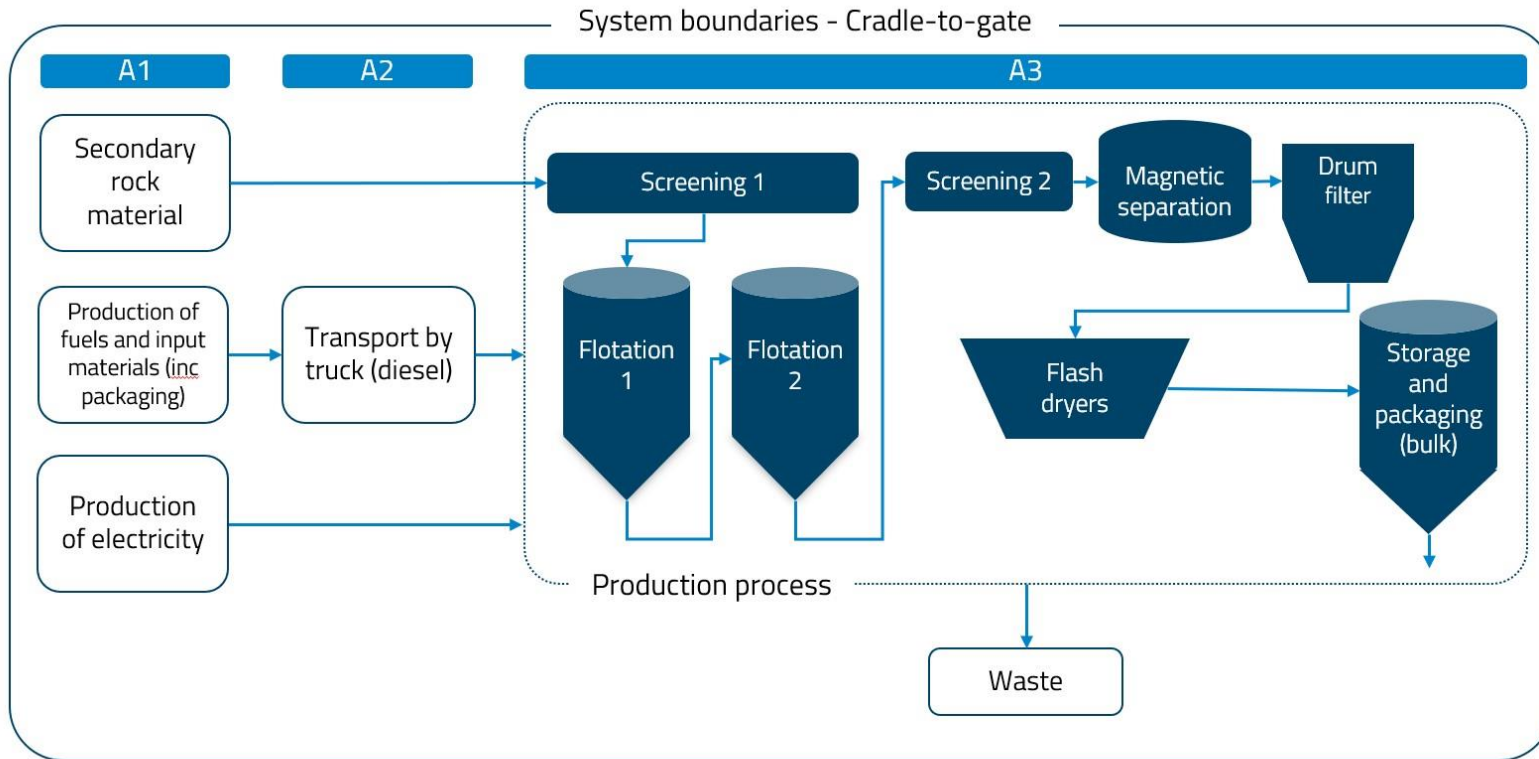 System boundaries - Cradle-to-gate
A1
A2
A3
Secondary
rock
material
Screening 1
Screening 2
Magnetic
separation
Drum
filter
Production of
fuels and input
materials (inc
packaging)
Transport by
truck (diesel)
Flotation
1
Flotation
2
Flash
dryers
Storage
and
packaging
(bulk)
Production
of electricity
Production process
Waste